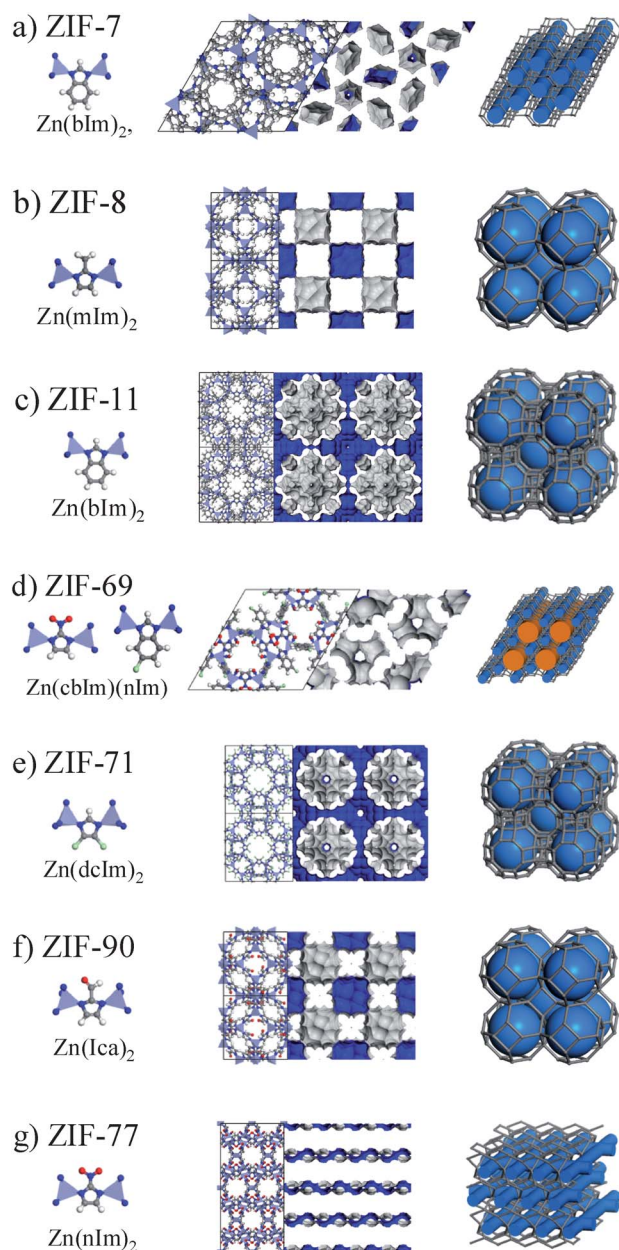 a) ZIF-7
Zn(bIm)₂,
b) ZIF-8
Zn(mIm)₂
c) ZIF-11
Zn(bIm)₂
d) ZIF-69
Zn(cbIm)(nIm)
e) ZIF-71
Zn(dcIm)₂
f) ZIF-90
Zn(Ica)₂
g) ZIF-77
Zn(nIm)₂